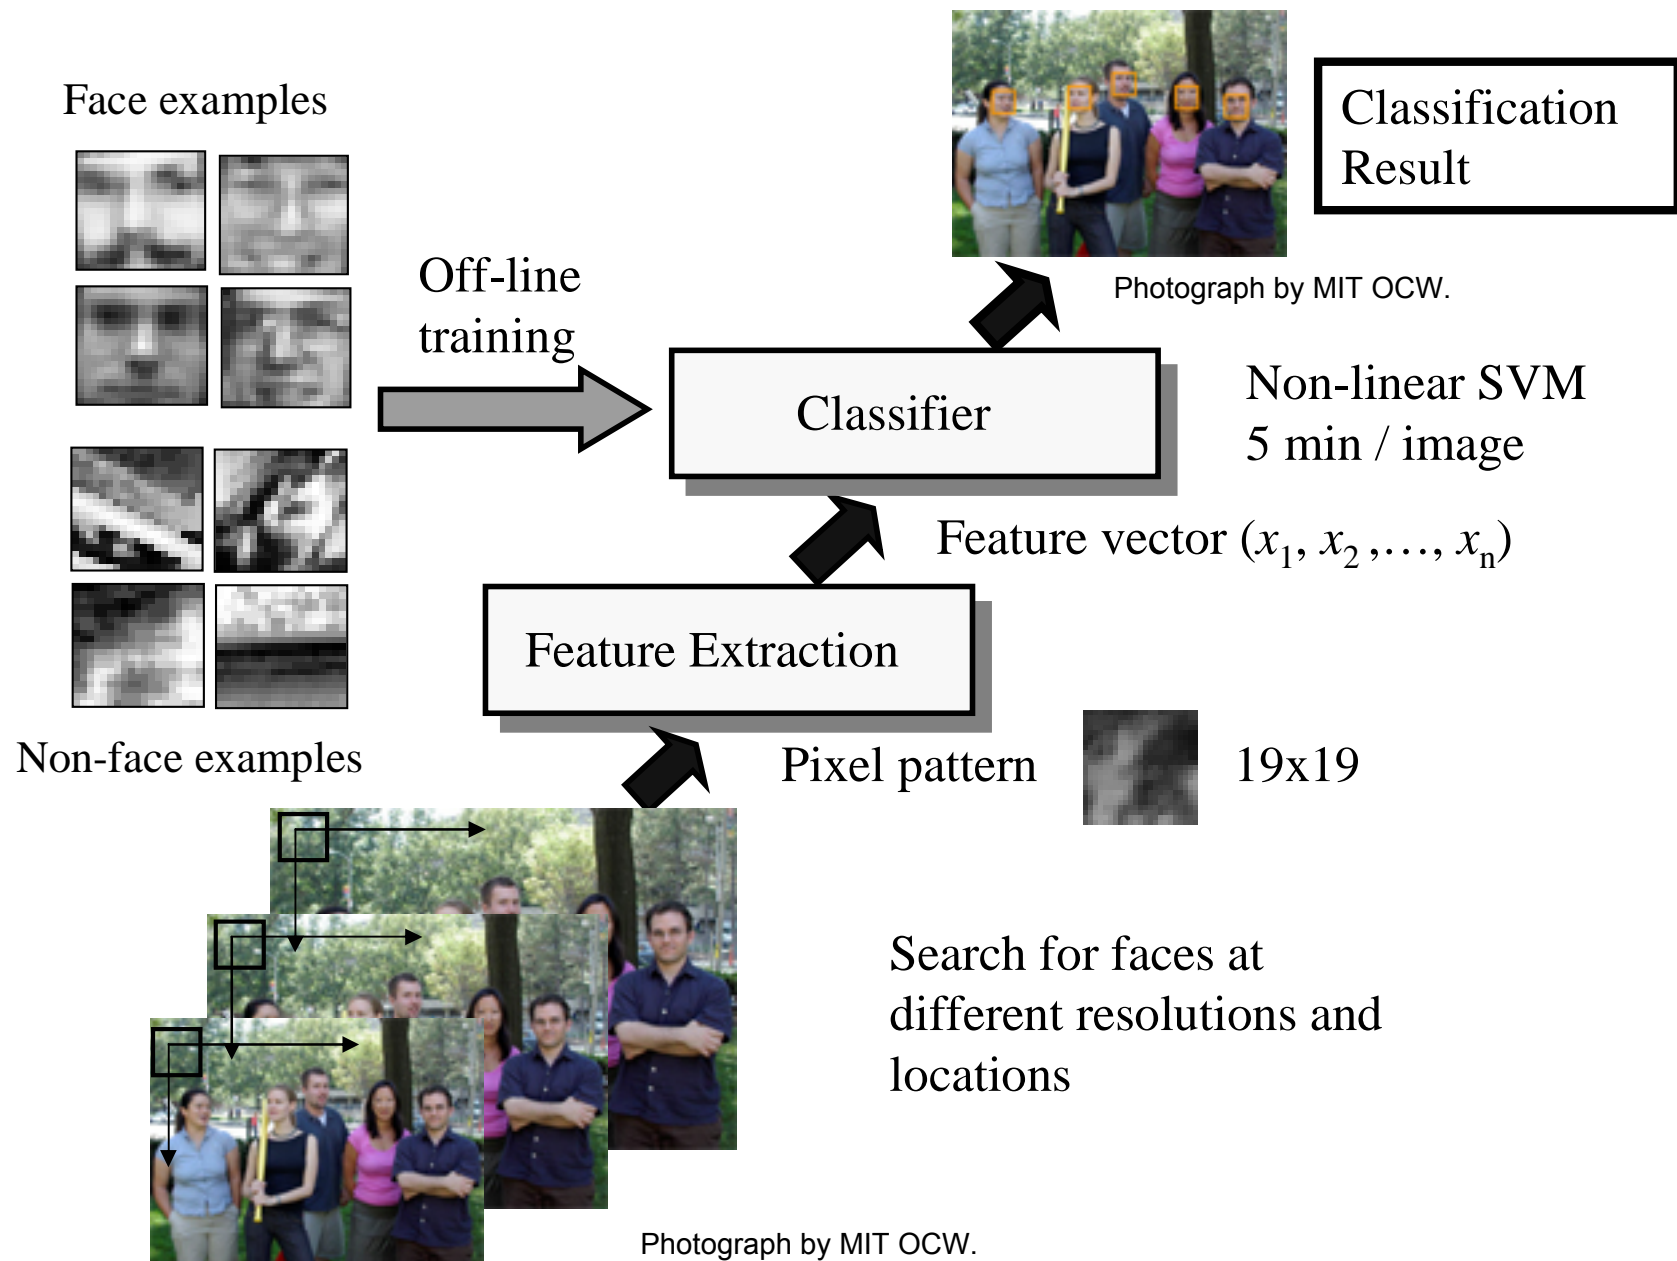 Face examples
Classification
Result
Photograph by MIT OCW.
Off-line
training
Classifier
Non-linear SVM
5 min / image
Feature vector (x1, x2 ,…, xn)
Feature Extraction
Non-face examples
Pixel pattern
19x19
Search for faces at
different resolutions and
locations
Photograph by MIT OCW.